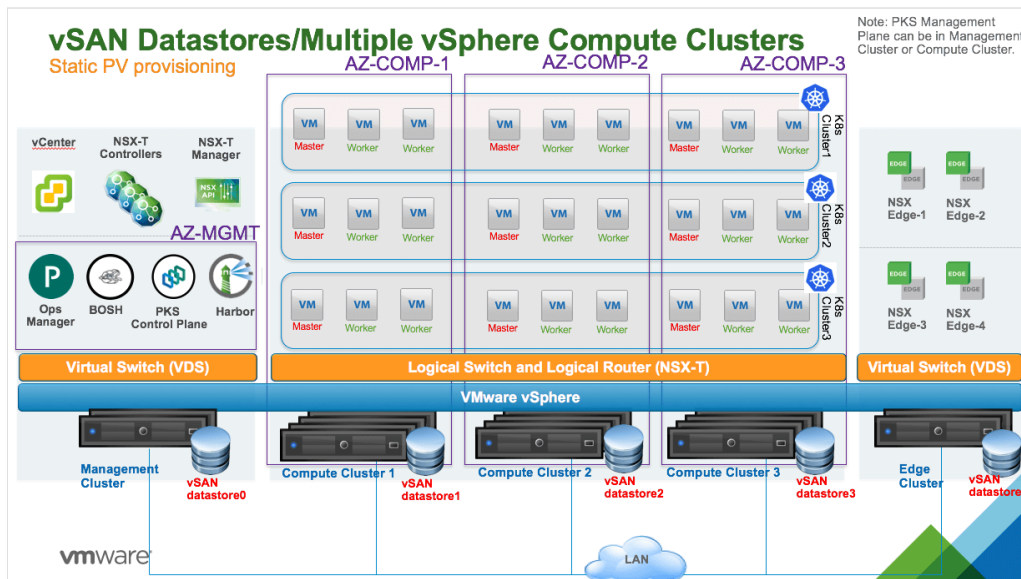 vSAN Datastores/Multiple vSphere Compute Clusters
Static PV provisioning
Note: PKS Management
Plane can be in Management
Cluster or Compute Cluster.
AZ-COMP-1
AZ-COMP-2
AZ-COMP-3
vCenter
NSX-T
Controllers
NSX-T
Manager
NSX
API
AZ-MGMT
P
Ops
Manager
BOSH
PKS
Control Plane
Harbor
VM
VM
VM
VM
VM
VM
VM
VM
VM
Master
Worker
Worker
Master
Worker
Worker
Master
Worker
Worker
K8s
Cluster1
VM
VM
VM
VM
VM
VM
VM
VM
VM
Master
Worker
Worker
Master
Worker
Worker
Master
Worker
Worker
K8s
Cluster2
VM
VM
VM
VM
VM
VM
VM
VM
VM
Master
Worker
Worker
Master
Worker
Worker
Master
Worker
Worker
K8s
Cluster3
EDGE
EDGE
NSX
Edge-1
EDGE
EDGE
NSX
Edge-2
EDGE
EDGE
NSX
Edge-3
EDGE
EDGE
NSX
Edge-4
Virtual Switch (VDS)
Logical Switch and Logical Router (NSX-T)
Virtual Switch (VDS)
VMware vSphere
Management
Cluster
vSAN
datastore0
Compute Cluster 1
vSAN
datastore1
Compute Cluster 2
vSAN
datastore2
Compute Cluster 3
vSAN
datastore3
Edge
Cluster
vSAN
datastore
LAN
vmware